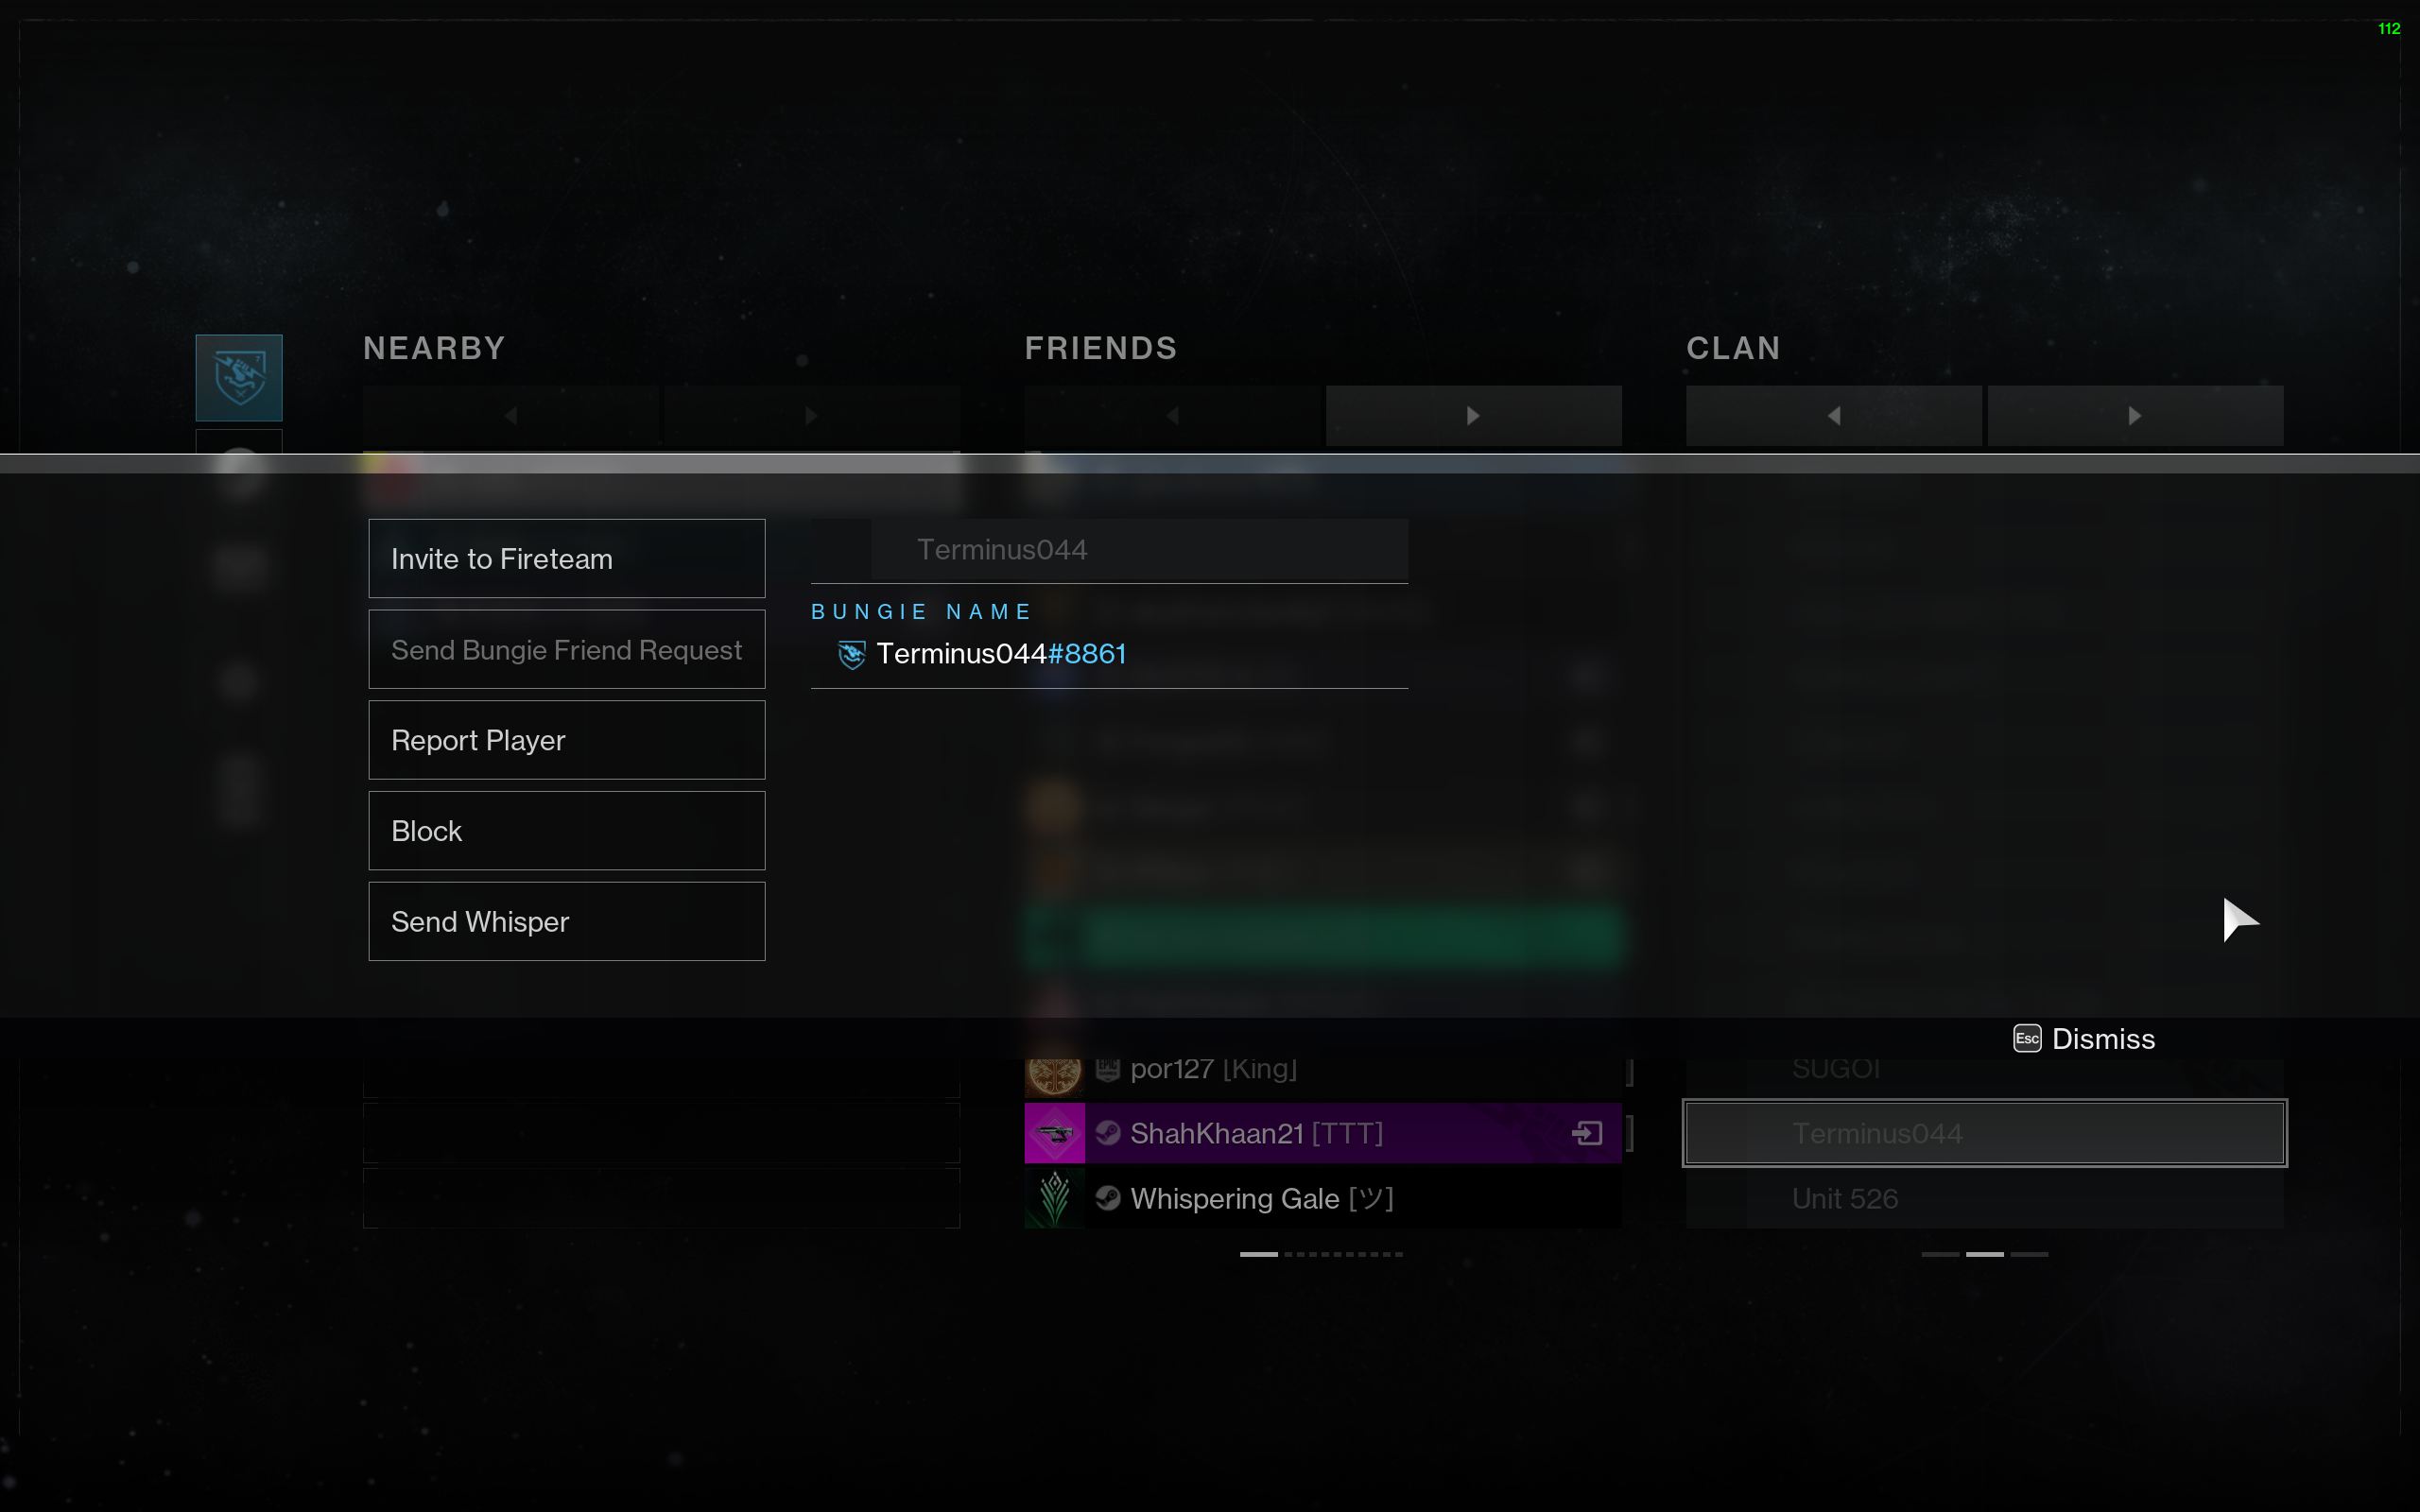 112
NEARBY
FRIENDS
CLAN
Invite to Fireteam
Send Bungie Friend Request
Report Player
Block
Send Whisper
Terminus044
BUNGIE NAME
Terminus044#8861
Esc Dismiss
por127 [King]
SUGOI
ShahKhaan21 [TTT]
Terminus044
Whispering Gale [ツ]
Unit 526